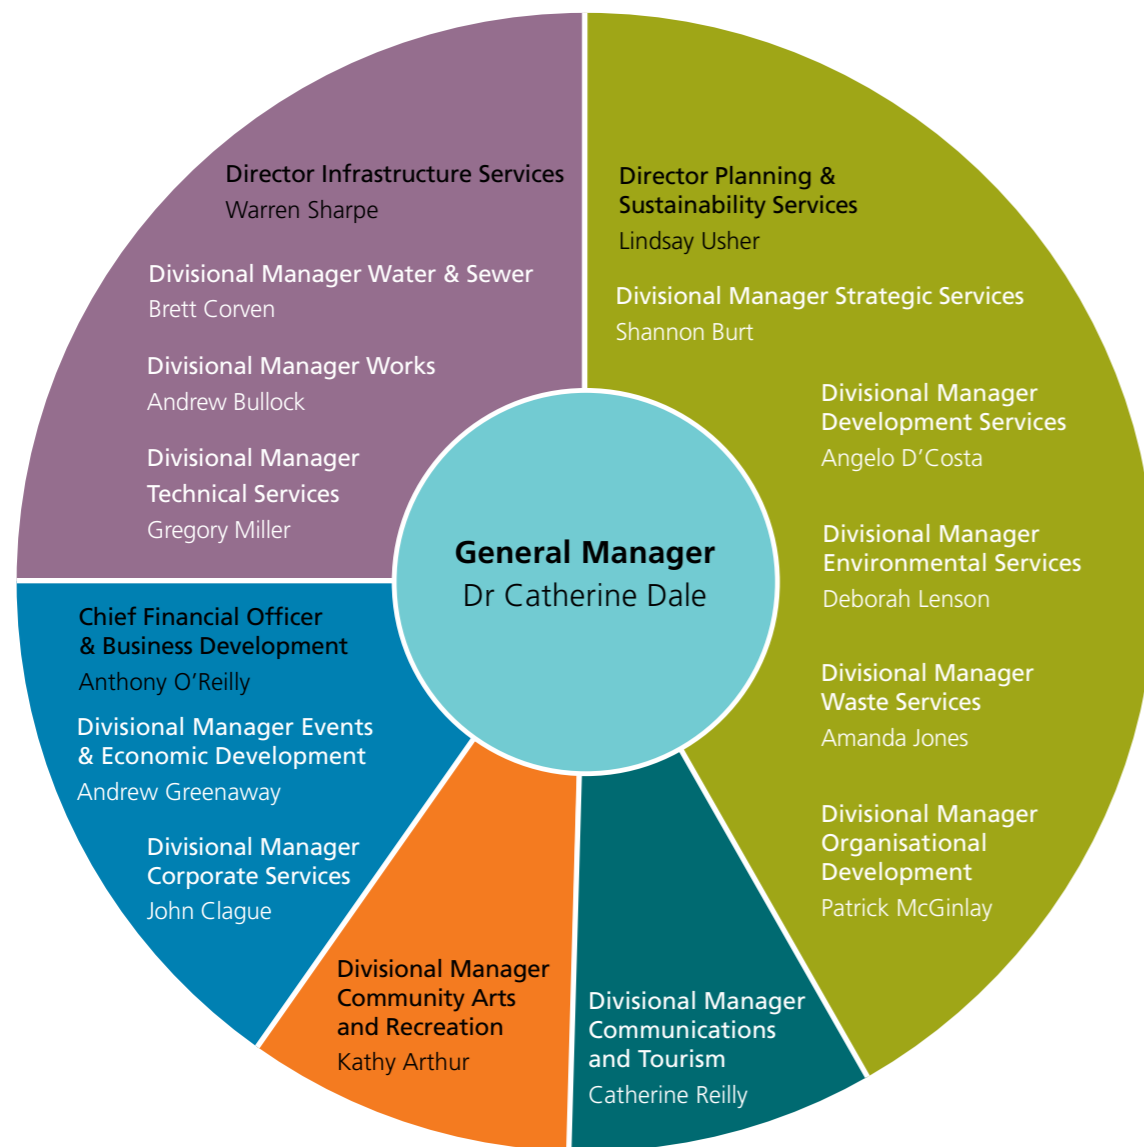 Director Infrastructure Services
Warren Sharpe
Divisional Manager Water & Sewer
Brett Corven
Divisional Manager Works
Andrew Bullock
Divisional Manager
Technical Services
Gregory Miller
Director Planning &
Sustainability Services
Lindsay Usher
Divisional Manager Strategic Services
Shannon Burt
Divisional Manager
Development Services
Angelo D’Costa
Divisional Manager
Environmental Services
Deborah Lenson
Divisional Manager
Waste Services
Amanda Jones
Divisional Manager
Organisational
Development
Patrick McGinlay
General Manager
Dr Catherine Dale
Chief Financial Officer
& Business Development
Anthony O’Reilly
Divisional Manager Events
& Economic Development
Andrew Greenaway
Divisional Manager
Corporate Services
John Clague
Divisional Manager
Community Arts
and Recreation
Kathy Arthur
Divisional Manager
Communications
and Tourism
Catherine Reilly